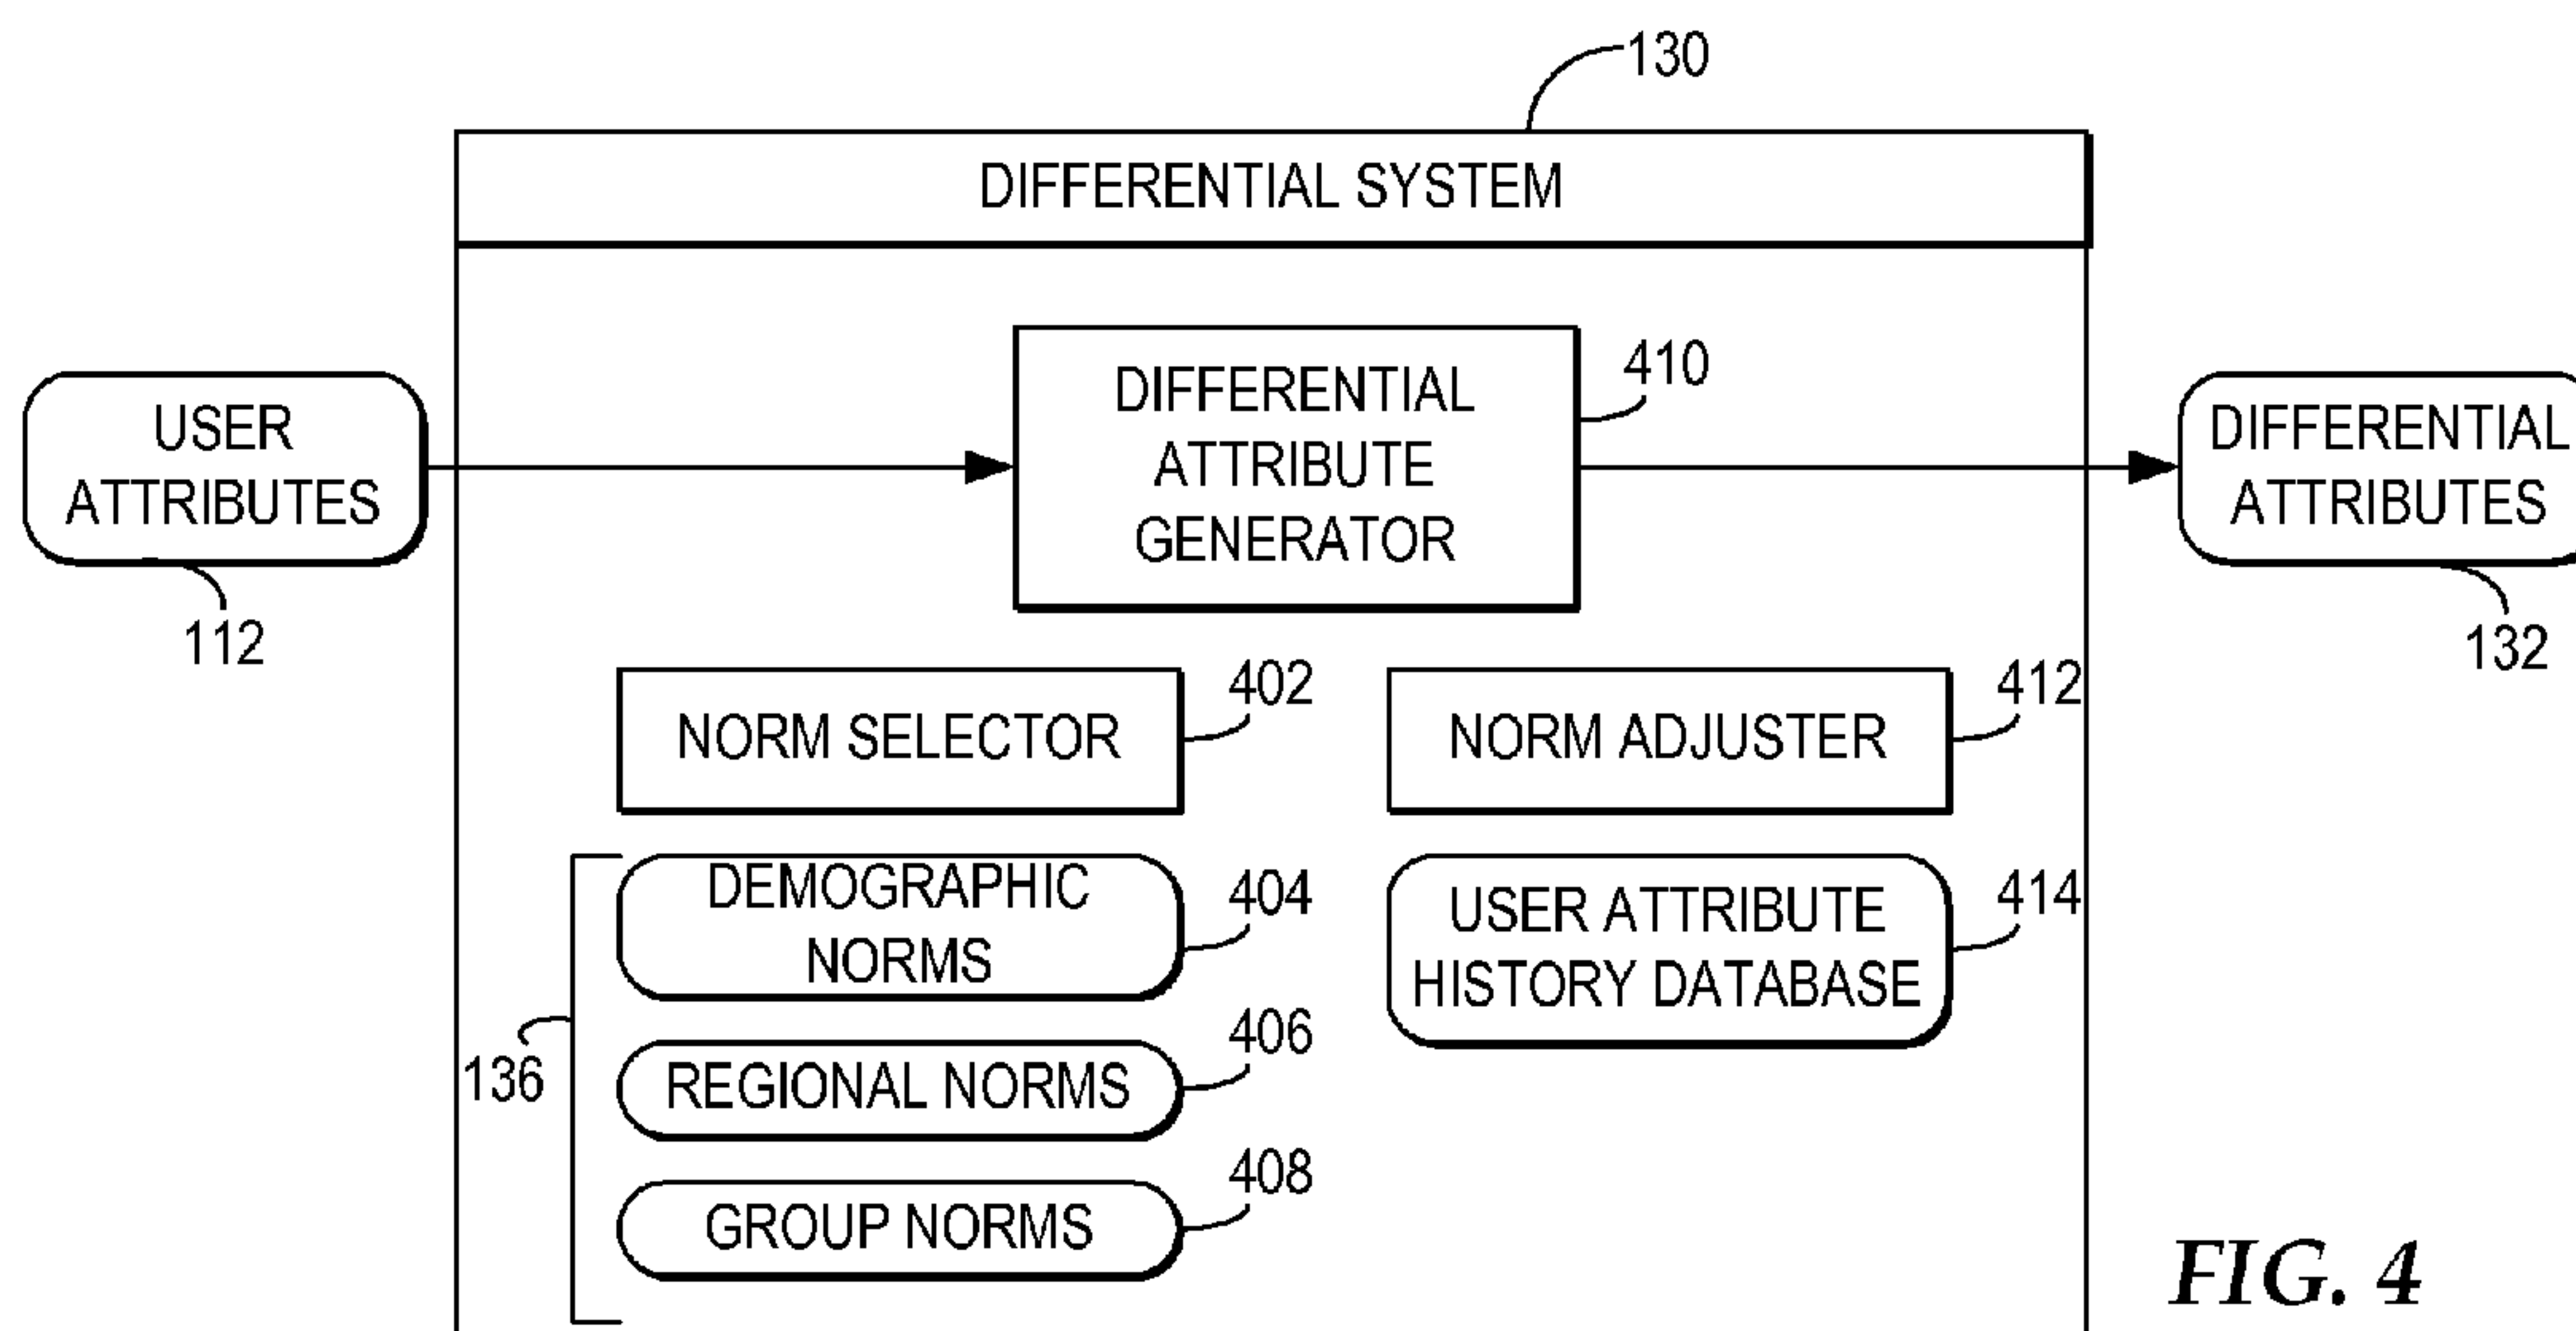 130
DIFFERENTIAL SYSTEM
USER
ATTRIBUTES
112
DIFFERENTIAL
ATTRIBUTE
GENERATOR
410
DIFFERENTIAL
ATTRIBUTES
132
NORM SELECTOR
402
NORM ADJUSTER
412
136
DEMOGRAPHIC
NORMS
404
USER ATTRIBUTE
HISTORY DATABASE
414
REGIONAL NORMS
406
GROUP NORMS
408
FIG. 4